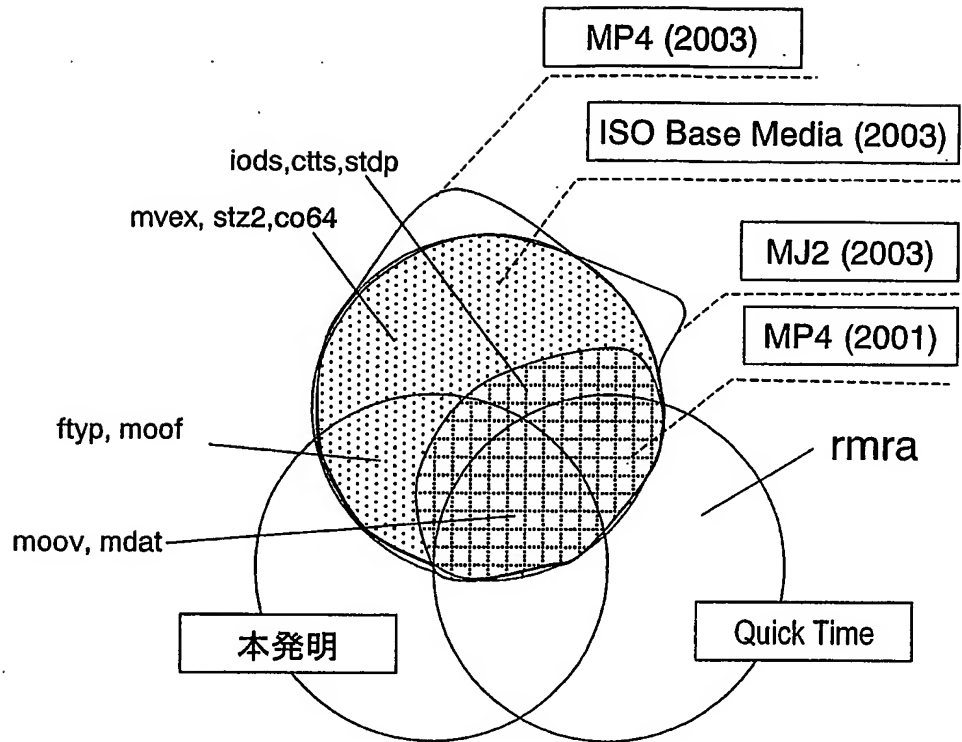 MP4 (2003)
ISO Base Media (2003)
iods,ctts,stdp
mvex, stz2,co64
MJ2 (2003)
MP4 (2001)
ftyp, moof
rmra
moov, mdat
本発明
Quick Time